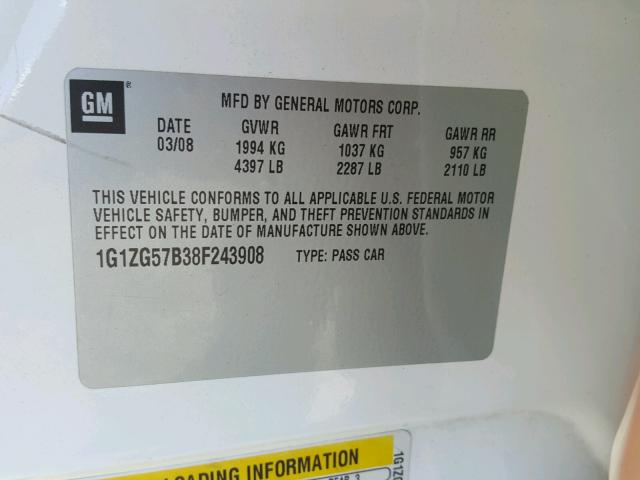 GM ®
MFD BY GENERAL MOTORS CORP.
DATE GVWR GAWR FRT GAWR RR
03/08 1994 KG 1037 KG 957 KG
4397 LB 2287 LB 2110 LB
THIS VEHICLE CONFORMS TO ALL APPLICABLE U.S. FEDERAL MOTOR
VEHICLE SAFETY, BUMPER, AND THEFT PREVENTION STANDARDS IN
EFFECT ON THE DATE OF MANUFACTURE SHOWN ABOVE.
1G1ZG57B38F243908 TYPE: PASS CAR
LOADING INFORMATION
1G1ZG